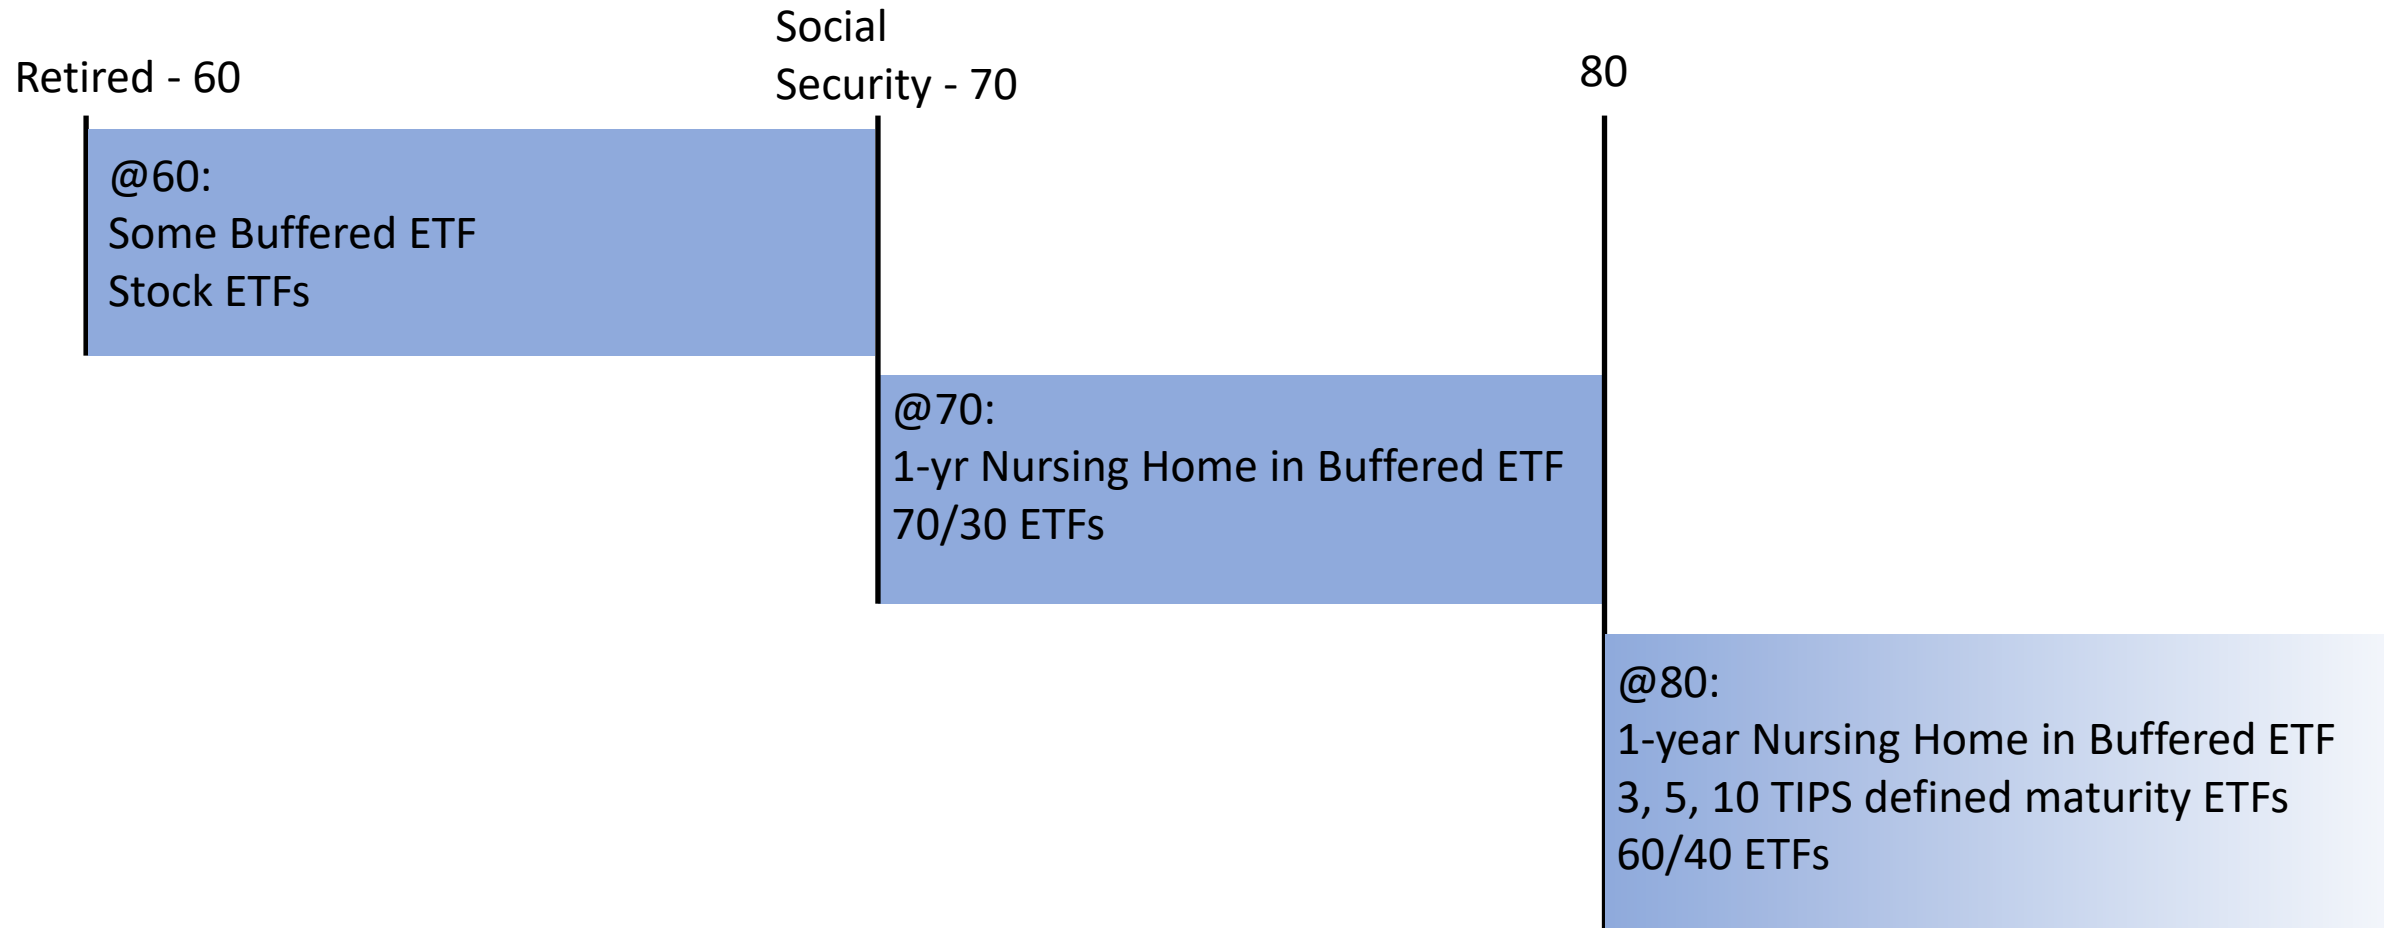 Retired - 60
Social
Security - 70
80
@60:
Some Buffered ETF
Stock ETFs
@70:
1-yr Nursing Home in Buffered ETF
70/30 ETFs
@80:
1-year Nursing Home in Buffered ETF
3, 5, 10 TIPS defined maturity ETFs
60/40 ETFs